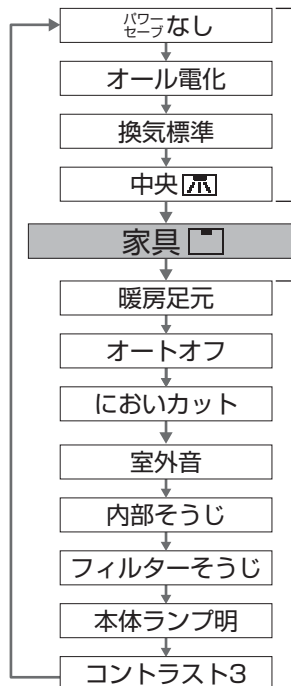 パワーセーブなし
オール電化
換気標準
中央
家具
暖房足元
オートオフ
においカット
室外音
内部そうじ
フィルターそうじ
本体ランプ明
コントラスト3